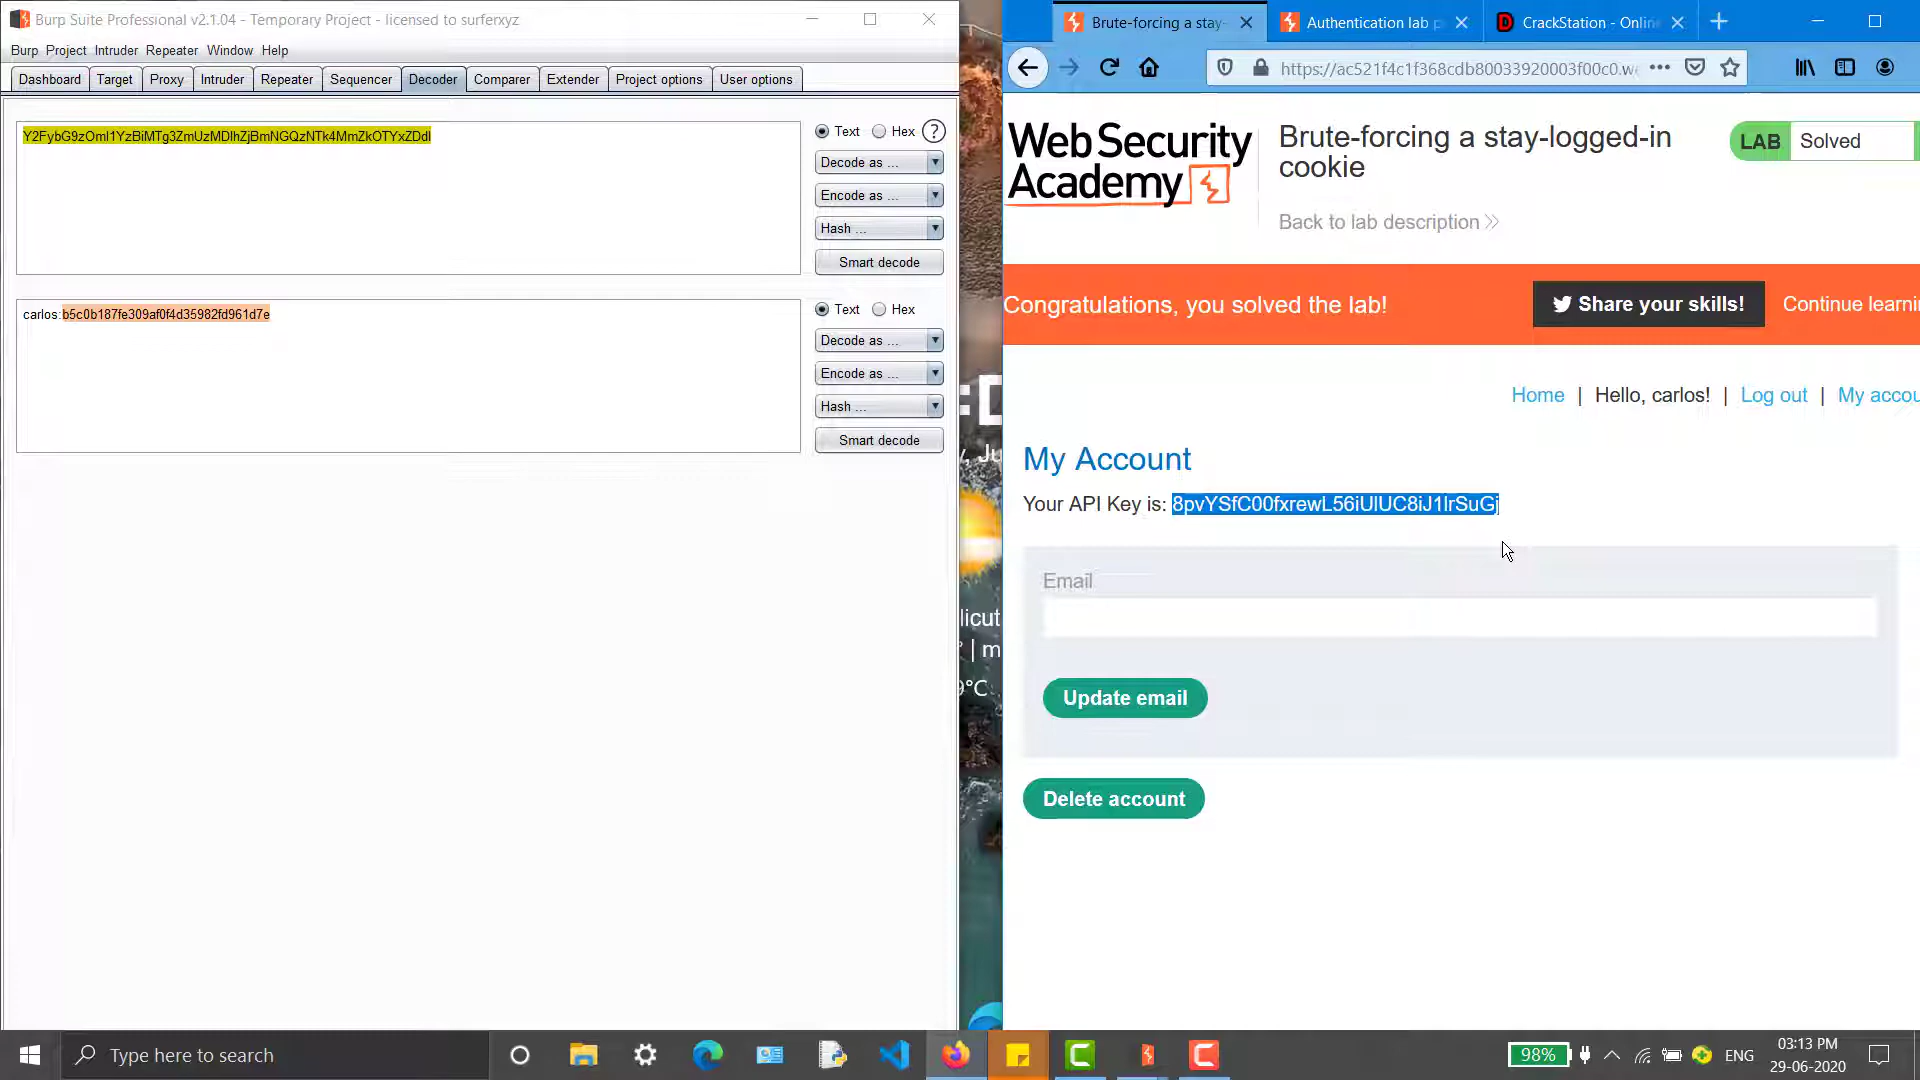 Burp Suite Professional v2.1.04 - Temporary Project - licensed to surferxyz
Burp Project Intruder Repeater Window Help
Dashboard Target Proxy Intruder Repeater Sequencer Decoder Comparer Extender Project options User options
Text Hex ?
Decode as ...
Encode as ...
Hash ...
Smart decode
carlos:b5c0b187fe309af0f4d35982fd961d7e
Text Hex
Decode as ...
Encode as ...
Hash ...
Smart decode
Brute-forcing a stay-
Authentication lab
CrackStation - Onlin
Web Security
Academy
Brute-forcing a stay-logged-in
cookie
LAB Solved
Back to lab description
Congratulations, you solved the lab!
Share your skills!
Continue learni
Home | Hello, carlos! | Log out | My accou
My Account
Your API Key is:
Email
Update email
Delete account
licut
9°C
Type here to search
98%
ENG
03:13 PM
29-06-2020